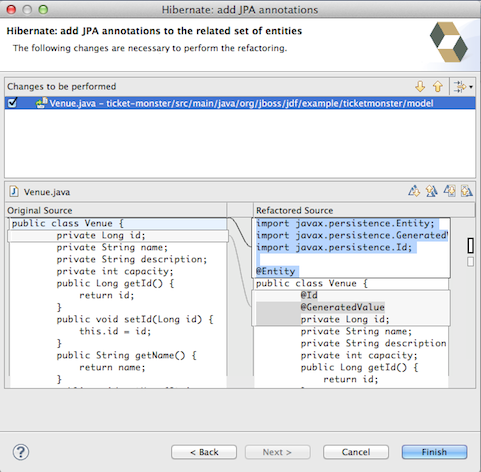 Hibernate: add JPA annotations
Hibernate: add JPA annotations to the related set of entities
The following changes are necessary to perform the refactoring.
Changes to be performed
Venue.java – ticket-monster/src/main/java/org/jboss/jdf/example/ticketmonster/model
Venue.java
Original Source
public class Venue {
private Long id;
private String name;
private String description;
private int capacity;
public Long getId() {
return id;
}
public void setId(Long id) {
this.id = id;
}
public String getName() {
return name;
}
Refactored Source
import javax.persistence.Entity;
import javax.persistence.Generated
import javax.persistence.Id;
@Entity
public class Venue {
@Id
@GeneratedValue
private Long id;
private String name;
private String description
private int capacity;
public Long getId() {
return id;
?
< Back
Next >
Cancel
Finish